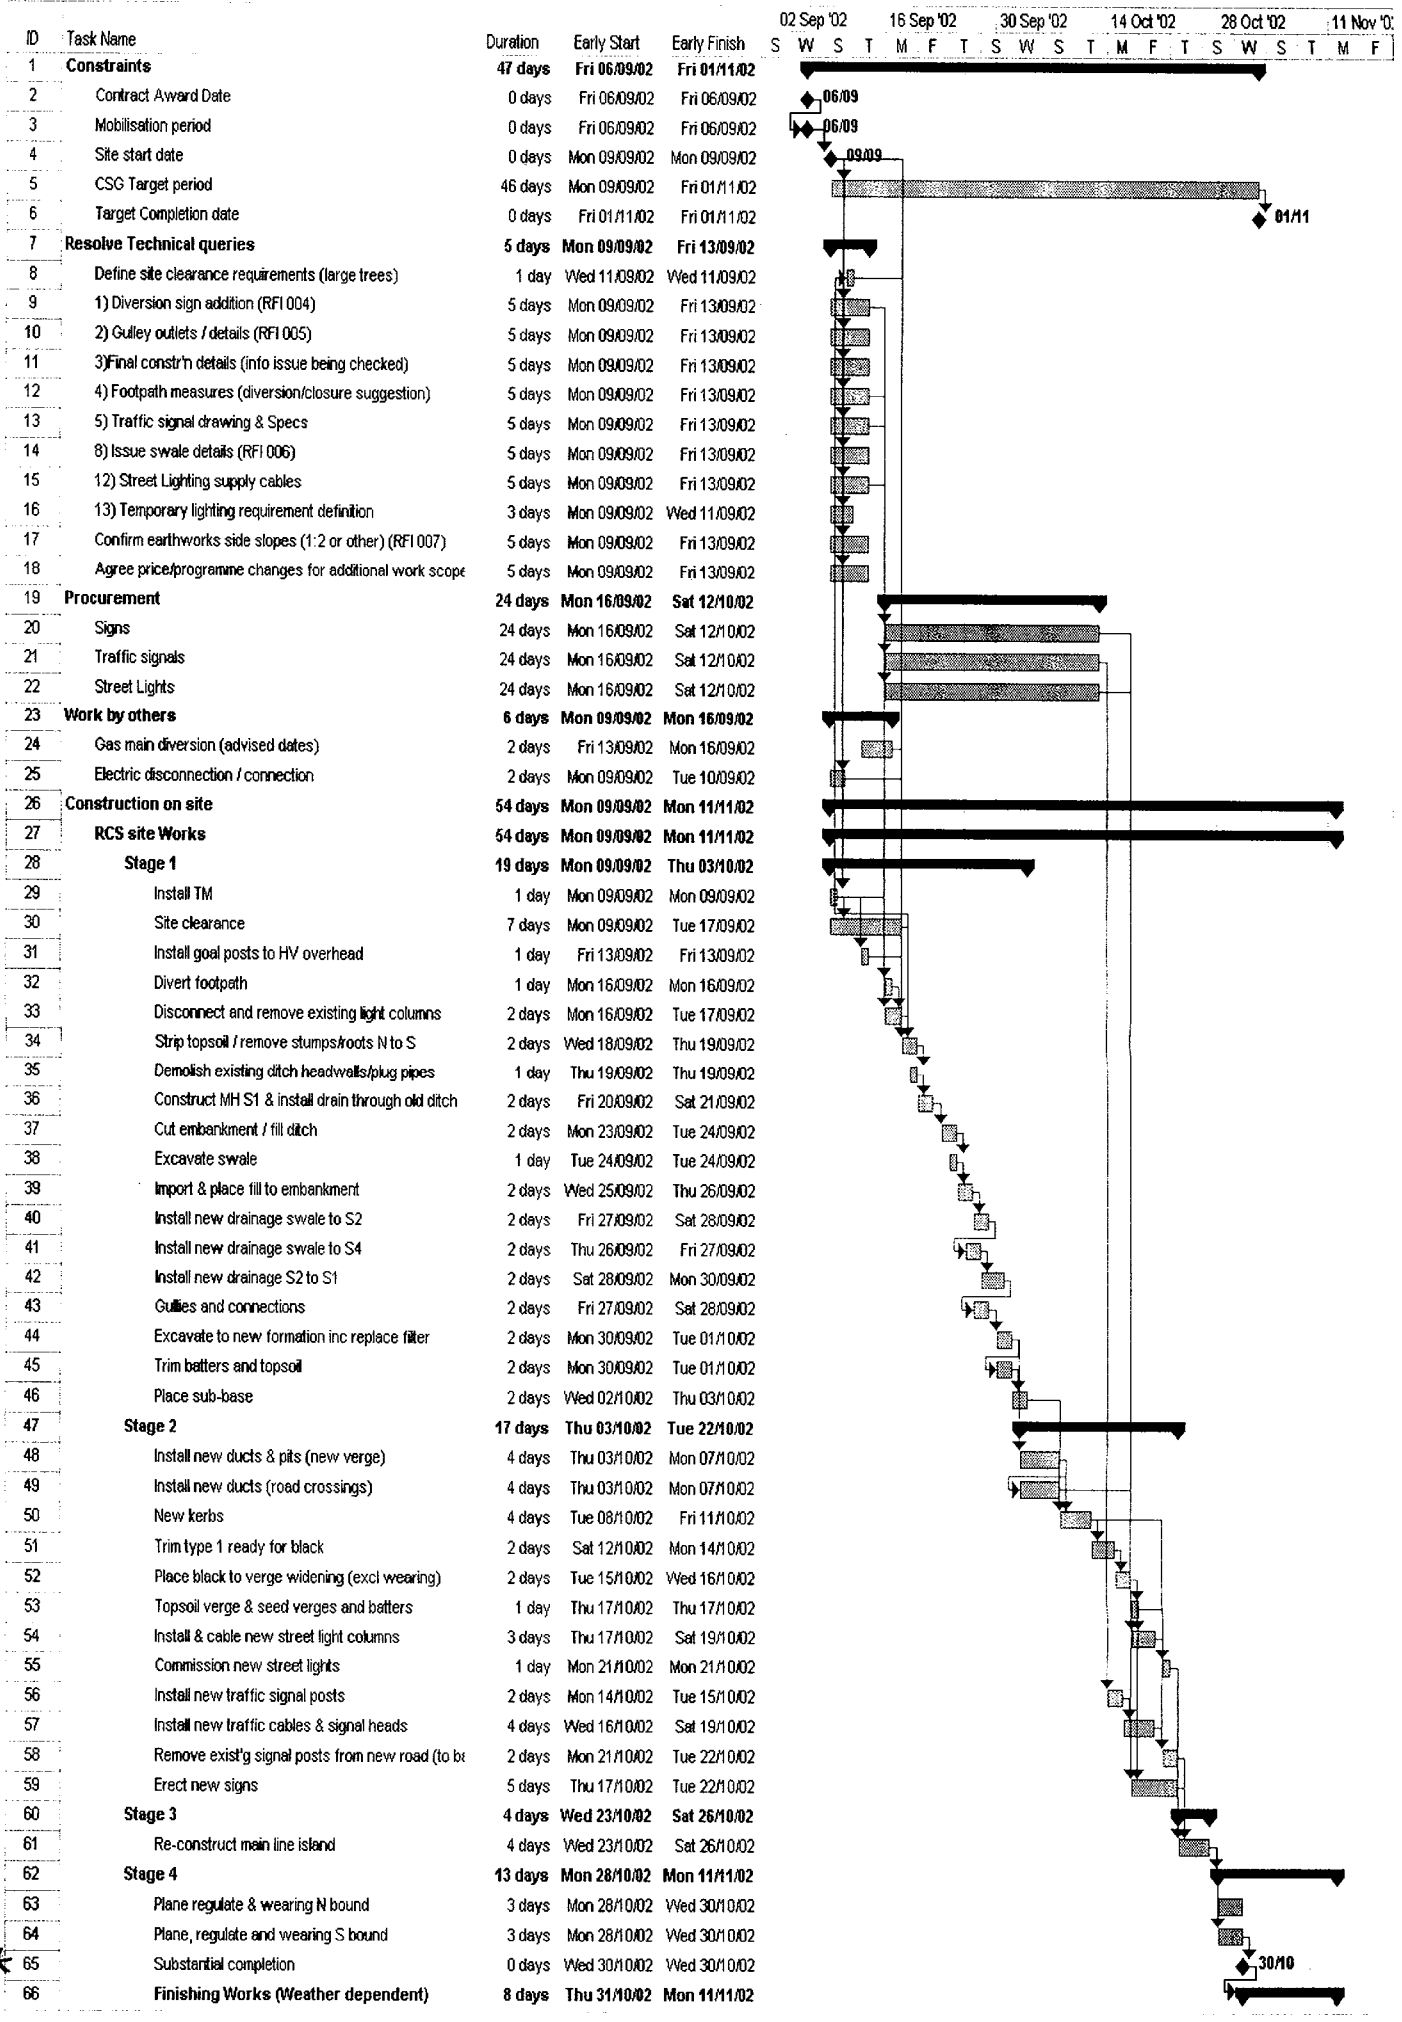 02 Sep '02 16 Sep '02 30 Sep '02 14 Oct '02 28 Oct '02 11 Nov '0
ID Task Name Duration Early Start Early Finish S W S T M F T S W S T M F T S W S T M F
1 Constraints 47 days Fri 06/09/02 Fri 01/11/02
2 Contract Award Date 0 days Fri 06/09/02 Fri 06/09/02 06/09
3 Mobilisation period 0 days Fri 06/09/02 Fri 06/09/02 06/09
4 Site start date 0 days Mon 09/09/02 Mon 09/09/02 09/09
5 CSG Target period 46 days Mon 09/09/02 Fri 01/11/02
6 Target Completion date 0 days Fri 01/11/02 Fri 01/11/02 01/11
7 Resolve Technical queries 5 days Mon 09/09/02 Fri 13/09/02
8 Define site clearance requirements (large trees) 1 day Wed 11/09/02 Wed 11/09/02
9 1) Diversion sign addition (RFI 004) 5 days Mon 09/09/02 Fri 13/09/02
10 2) Gulley outlets / details (RFI 005) 5 days Mon 09/09/02 Fri 13/09/02
11 3)Final constr'n details (info issue being checked) 5 days Mon 09/09/02 Fri 13/09/02
12 4) Footpath measures (diversion/closure suggestion) 5 days Mon 09/09/02 Fri 13/09/02
13 5) Traffic signal drawing & Specs 5 days Mon 09/09/02 Fri 13/09/02
14 8) Issue swale details (RFI 006) 5 days Mon 09/09/02 Fri 13/09/02
15 12) Street Lighting supply cables 5 days Mon 09/09/02 Fri 13/09/02
16 13) Temporary lighting requirement definition 3 days Mon 09/09/02 Wed 11/09/02
17 Confirm earthworks side slopes (1:2 or other) (RFI 007) 5 days Mon 09/09/02 Fri 13/09/02
18 Agree price/programme changes for additional work scope 5 days Mon 09/09/02 Fri 13/09/02
19 Procurement 24 days Mon 16/09/02 Sat 12/10/02
20 Signs 24 days Mon 16/09/02 Sat 12/10/02
21 Traffic signals 24 days Mon 16/09/02 Sat 12/10/02
22 Street Lights 24 days Mon 16/09/02 Sat 12/10/02
23 Work by others 6 days Mon 09/09/02 Mon 16/09/02
24 Gas main diversion (advised dates) 2 days Fri 13/09/02 Mon 16/09/02
25 Electric disconnection / connection 2 days Mon 09/09/02 Tue 10/09/02
26 Construction on site 54 days Mon 09/09/02 Mon 11/11/02
27 RCS site Works 54 days Mon 09/09/02 Mon 11/11/02
28 Stage 1 19 days Mon 09/09/02 Thu 03/10/02
29 Install TM 1 day Mon 09/09/02 Mon 09/09/02
30 Site clearance 7 days Mon 09/09/02 Tue 17/09/02
31 Install goal posts to HV overhead 1 day Fri 13/09/02 Fri 13/09/02
32 Divert footpath 1 day Mon 16/09/02 Mon 16/09/02
33 Disconnect and remove existing light columns 2 days Mon 16/09/02 Tue 17/09/02
34 Strip topsoil / remove stumps/roots N to S 2 days Wed 18/09/02 Thu 19/09/02
35 Demolish existing ditch headwalls/plug pipes 1 day Thu 19/09/02 Thu 19/09/02
36 Construct MH S1 & install drain through old ditch 2 days Fri 20/09/02 Sat 21/09/02
37 Cut embankment / fill ditch 2 days Mon 23/09/02 Tue 24/09/02
38 Excavate swale 1 day Tue 24/09/02 Tue 24/09/02
39 Import & place fill to embankment 2 days Wed 25/09/02 Thu 26/09/02
40 Install new drainage swale to S2 2 days Fri 27/09/02 Sat 28/09/02
41 Install new drainage swale to S4 2 days Thu 26/09/02 Fri 27/09/02
42 Install new drainage S2 to S1 2 days Sat 28/09/02 Mon 30/09/02
43 Gullies and connections 2 days Fri 27/09/02 Sat 28/09/02
44 Excavate to new formation inc replace filter 2 days Mon 30/09/02 Tue 01/10/02
45 Trim batters and topsoil 2 days Mon 30/09/02 Tue 01/10/02
46 Place sub-base 2 days Wed 02/10/02 Thu 03/10/02
47 Stage 2 17 days Thu 03/10/02 Tue 22/10/02
48 Install new ducts & pits (new verge) 4 days Thu 03/10/02 Mon 07/10/02
49 Install new ducts (road crossings) 4 days Thu 03/10/02 Mon 07/10/02
50 New kerbs 4 days Tue 08/10/02 Fri 11/10/02
51 Trim type 1 ready for black 2 days Sat 12/10/02 Mon 14/10/02
52 Place black to verge widening (excl wearing) 2 days Tue 15/10/02 Wed 16/10/02
53 Topsoil verge & seed verges and batters 1 day Thu 17/10/02 Thu 17/10/02
54 Install & cable new street light columns 3 days Thu 17/10/02 Sat 19/10/02
55 Commission new street lights 1 day Mon 21/10/02 Mon 21/10/02
56 Install new traffic signal posts 2 days Mon 14/10/02 Tue 15/10/02
57 Install new traffic cables & signal heads 4 days Wed 16/10/02 Sat 19/10/02
58 Remove exist'g signal posts from new road (to be 2 days Mon 21/10/02 Tue 22/10/02
59 Erect new signs 5 days Thu 17/10/02 Tue 22/10/02
60 Stage 3 4 days Wed 23/10/02 Sat 26/10/02
61 Re-construct main line island 4 days Wed 23/10/02 Sat 26/10/02
62 Stage 4 13 days Mon 28/10/02 Mon 11/11/02
63 Plane regulate & wearing N bound 3 days Mon 28/10/02 Wed 30/10/02
64 Plane, regulate and wearing S bound 3 days Mon 28/10/02 Wed 30/10/02
65 Substantial completion 0 days Wed 30/10/02 Wed 30/10/02 30/10
66 Finishing Works (Weather dependent) 8 days Thu 31/10/02 Mon 11/11/02